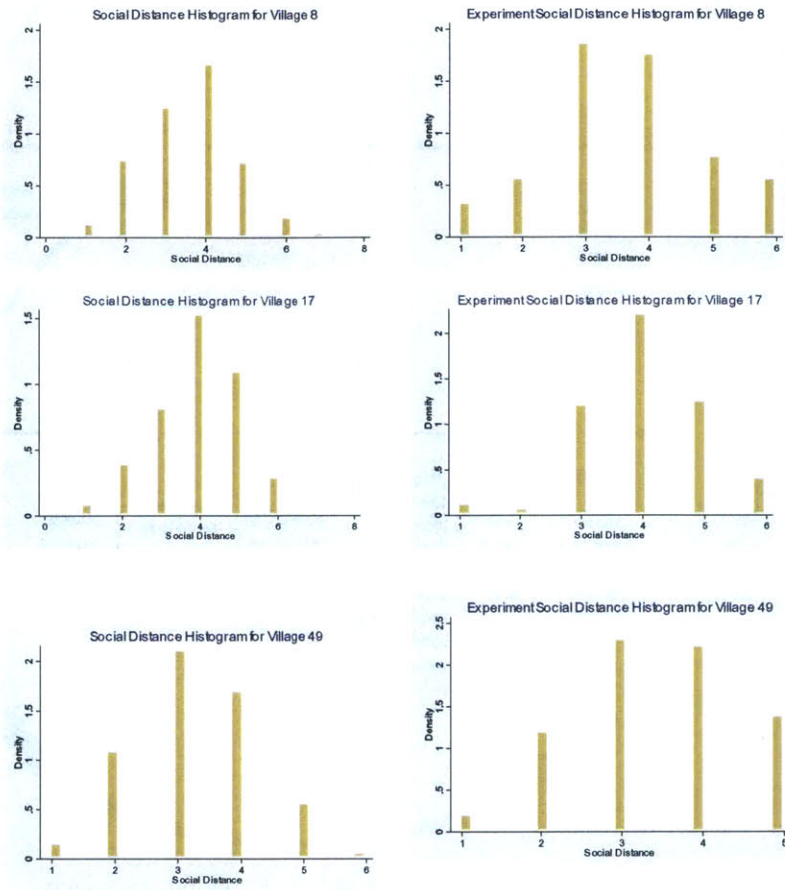 Social Distance Histogram for Village 8
Density
0 .5 1 1.5 2
0 2 4 6 8
Social Distance
Experiment Social Distance Histogram for Village 8
Density
0 .5 1 1.5 2
1 2 3 4 5 6
Social Distance
Social Distance Histogram for Village 17
Density
0 .5 1 1.5
0 2 4 6 8
Social Distance
Experiment Social Distance Histogram for Village 17
Density
0 .5 1 1.5 2
1 2 3 4 5 6
Social Distance
Social Distance Histogram for Village 49
Density
0 .5 1 1.5 2
1 2 3 4 5 6
Social Distance
Experiment Social Distance Histogram for Village 49
Density
0 .5 1 1.5 2 2.5
1 2 3 4 5
Social Distance